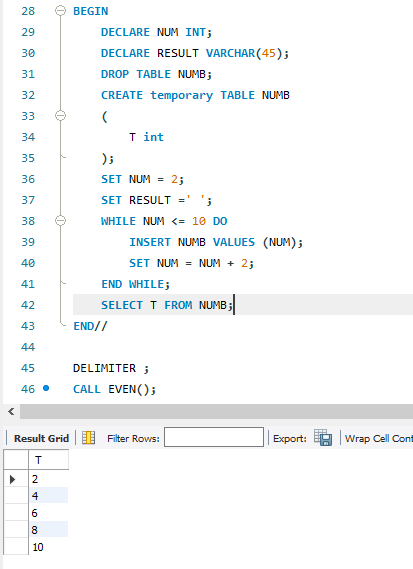 28 BEGIN
29 DECLARE NUM INT;
30 DECLARE RESULT VARCHAR(45);
31 DROP TABLE NUMB;
32 CREATE temporary TABLE NUMB
33 (
34 T int
35 );
36 SET NUM = 2;
37 SET RESULT =' ';
38 WHILE NUM <= 10 DO
39 INSERT NUMB VALUES (NUM);
40 SET NUM = NUM + 2;
41 END WHILE;
42 SELECT T FROM NUMB;
43 END//
44
45 DELIMITER ;
46 CALL EVEN();
Result Grid Filter Rows: Export: Wrap Cell Cont
T
2
4
6
8
10